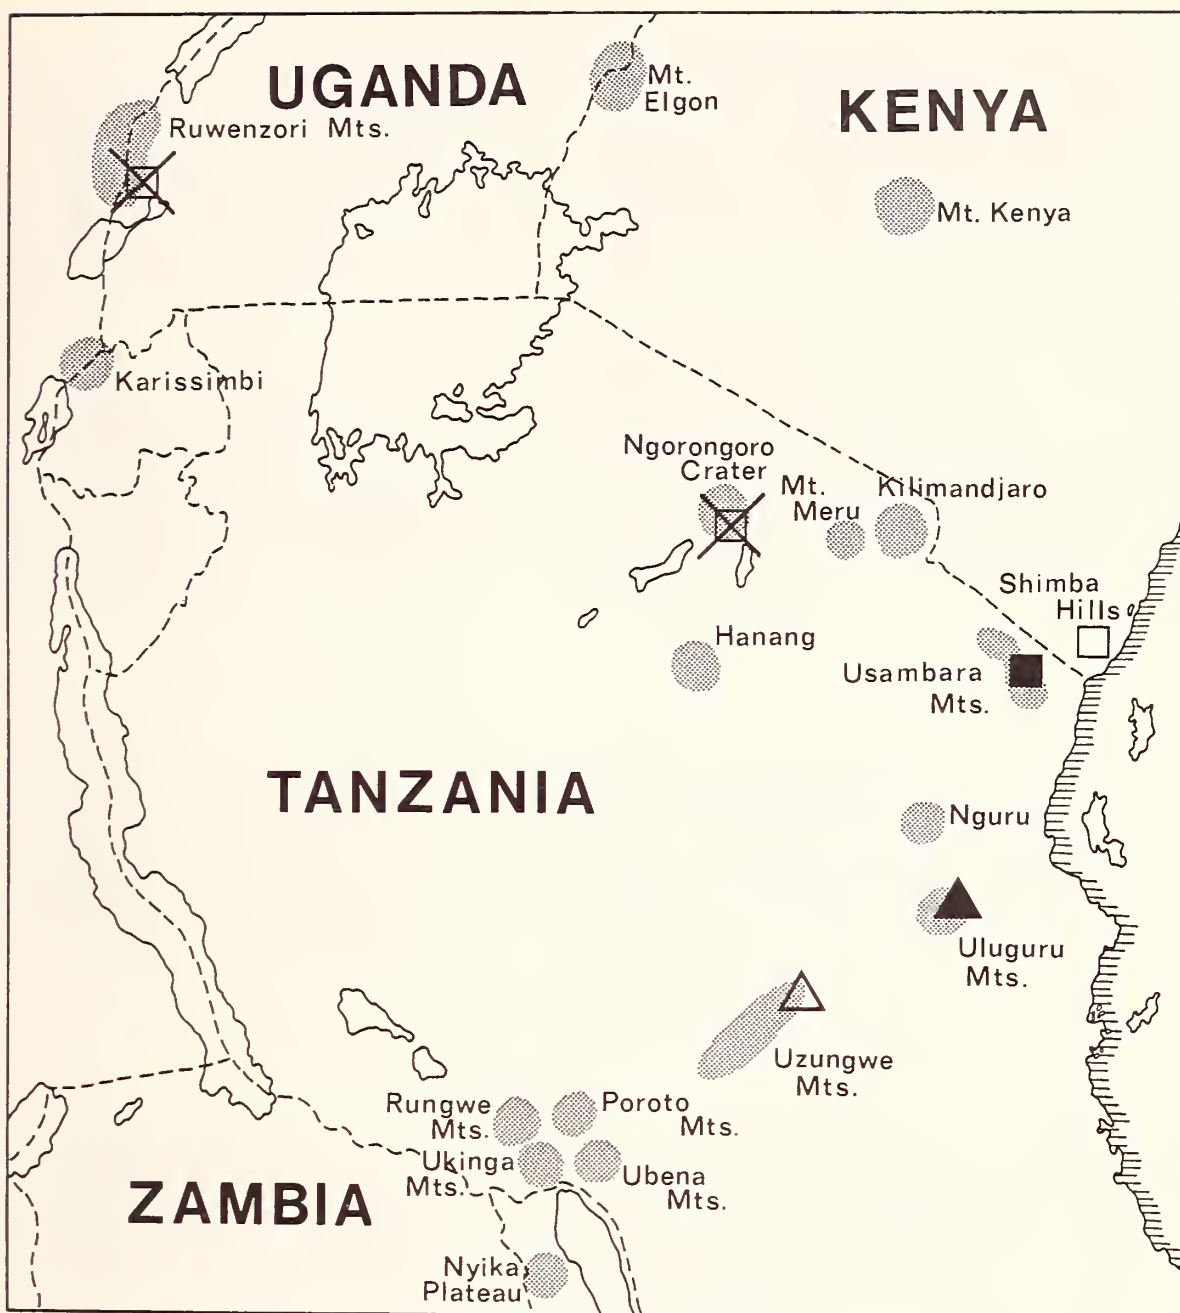 UGANDA
Mt.
Elgon
KENYA
Ruwenzori Mts.
Mt. Kenya
Karissimbi
Ngorongoro
Crater
Mt.
Meru
Kilimandjaro
Shimba
Hills
Hanang
Usambara
Mts.
TANZANIA
Nguru
Uluguru
Mts.
Uzungwe
Mts.
Rungwe
Mts.
Poroto
Mts.
Ukinga
Mts.
Ubena
Mts.
ZAMBIA
Nyika
Plateau